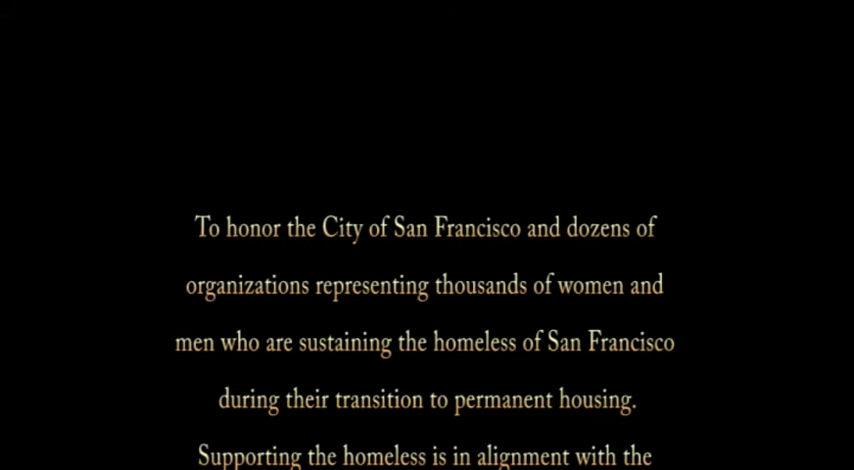 To honor the City of San Francisco and dozens of
organizations representing thousands of women and
men who are sustaining the homeless of San Francisco
during their transition to permanent housing.
Supporting the homeless is in alignment with the